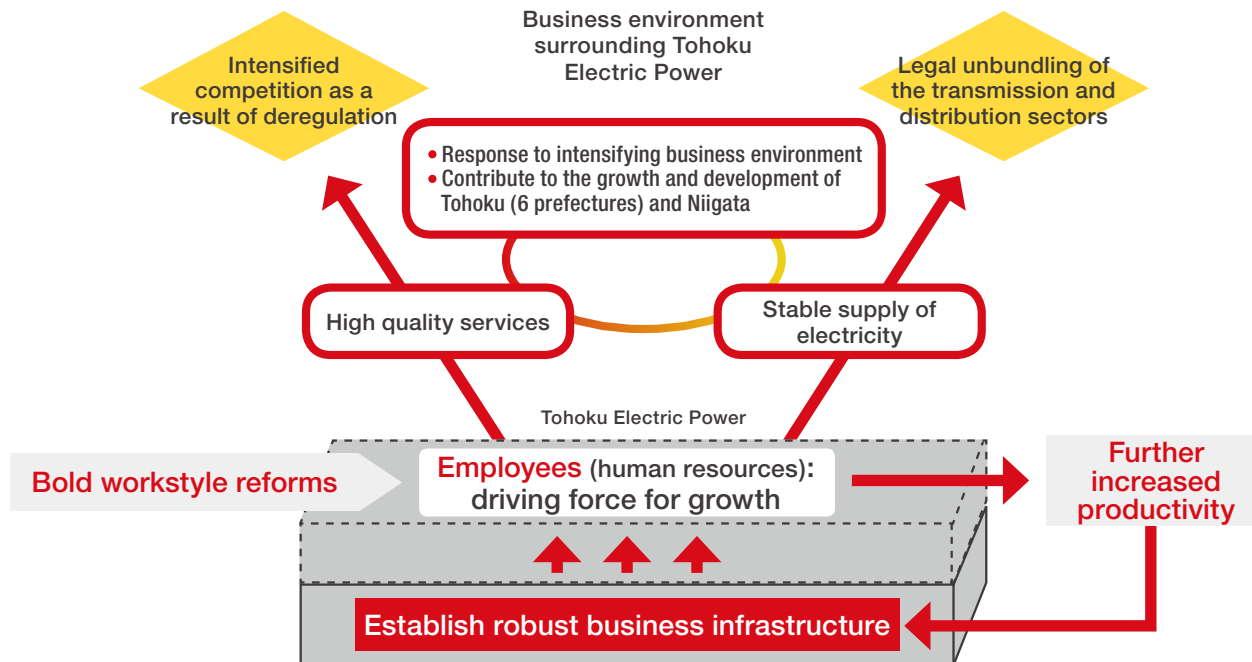 Business environment
surrounding Tohoku
Electric Power
Intensified
competition as a
result of deregulation
Legal unbundling of
the transmission and
distribution sectors
• Response to intensifying business environment
• Contribute to the growth and development of
Tohoku (6 prefectures) and Niigata
High quality services
Stable supply of
electricity
Tohoku Electric Power
Bold workstyle reforms
Employees (human resources):
driving force for growth
Further
increased
productivity
Establish robust business infrastructure